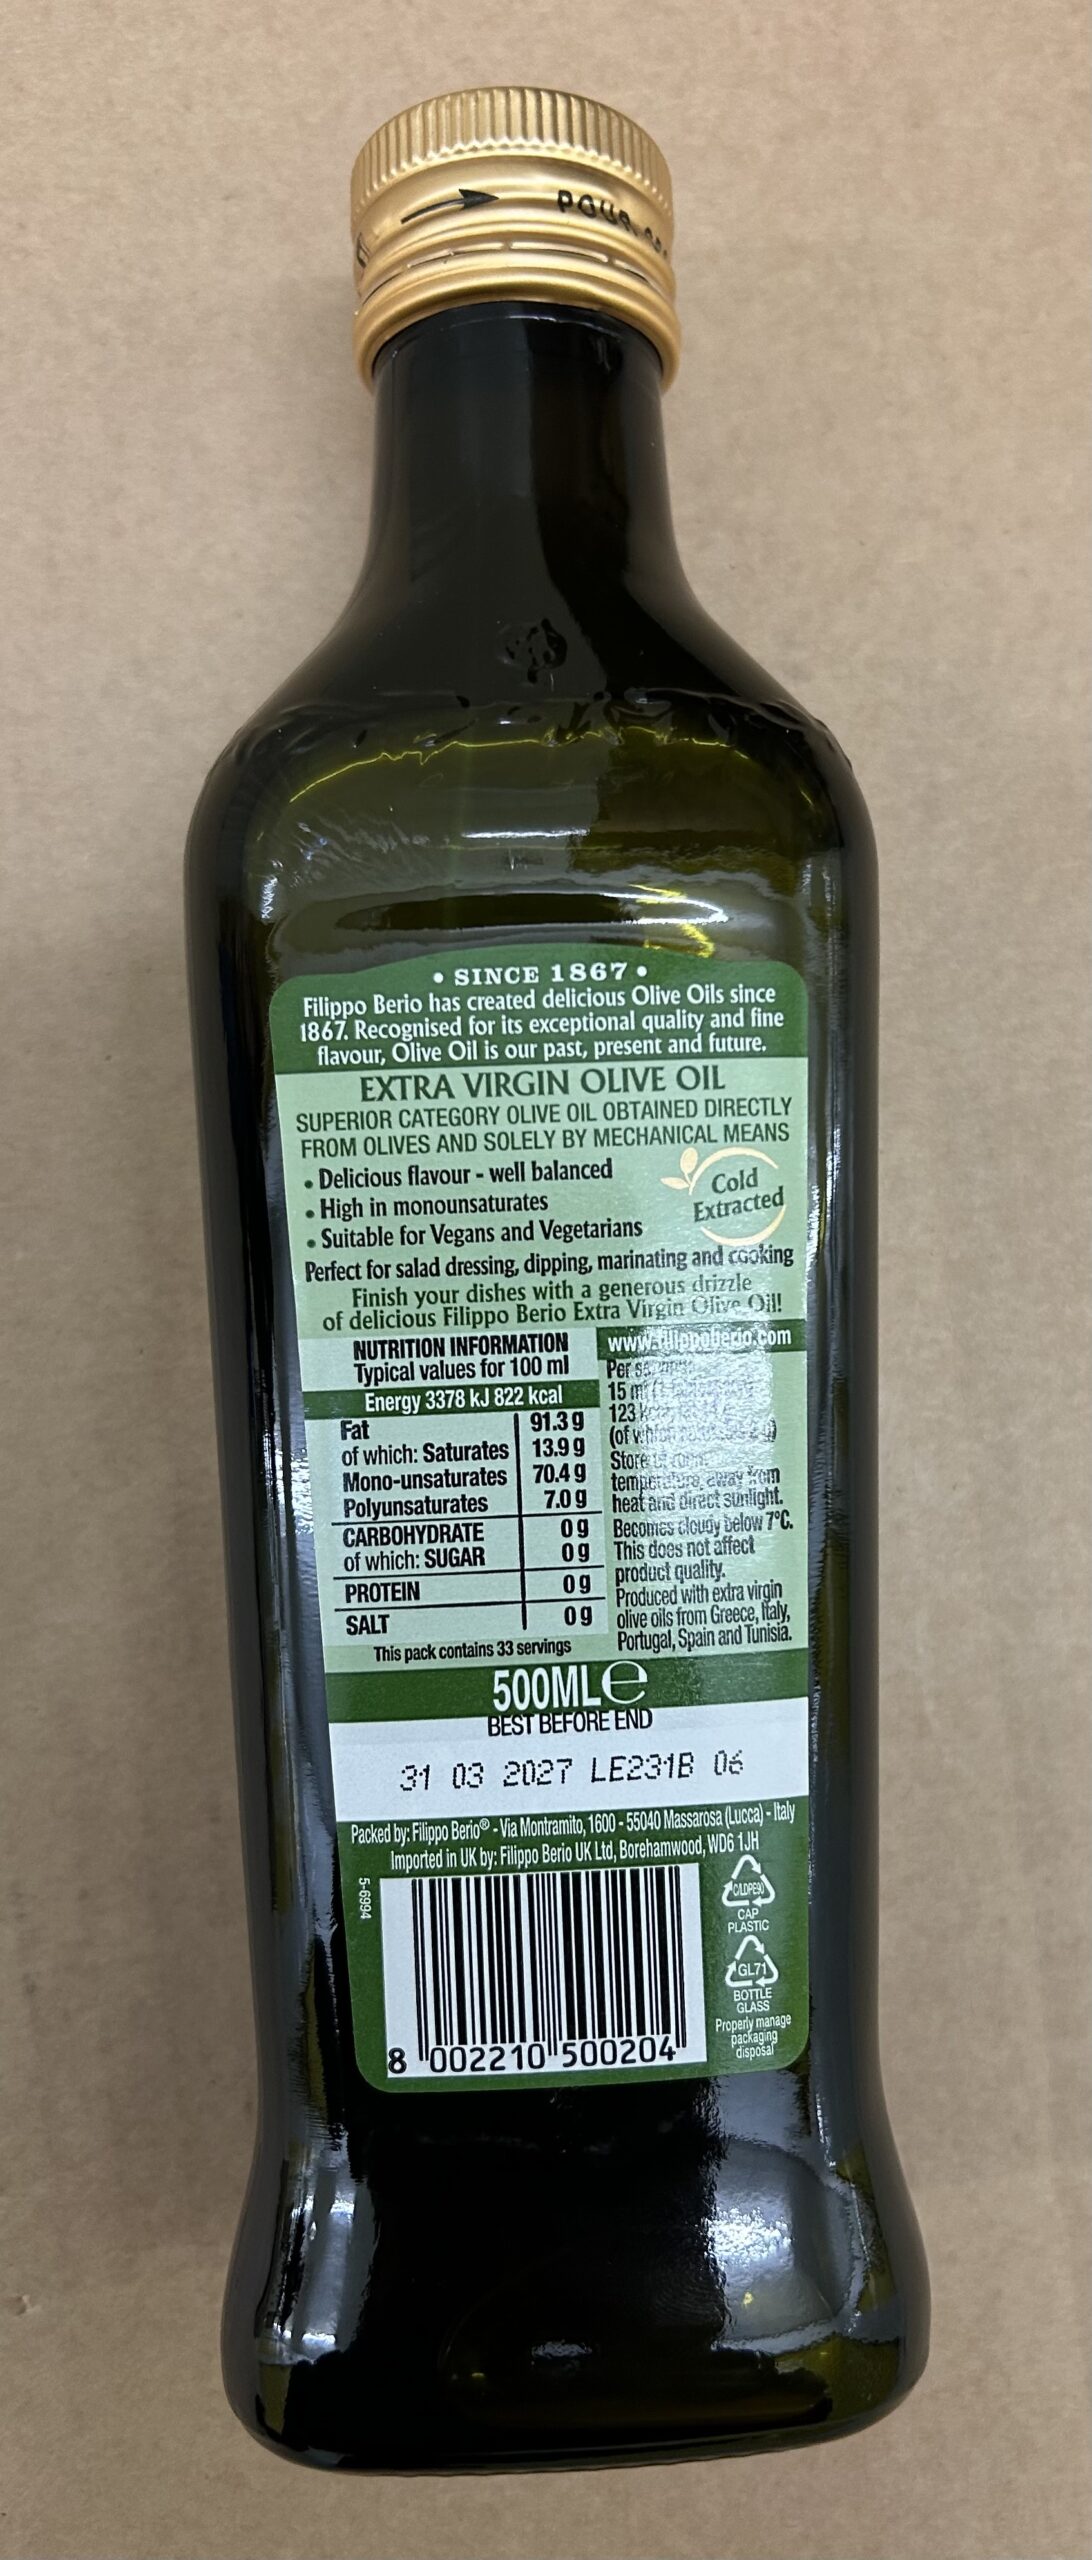 POUR
• SINCE 1867 •
Filippo Berio has created delicious Olive Oils since
1867. Recognised for its exceptional quality and fine
flavour, Olive Oil is our past, present and future.
EXTRA VIRGIN OLIVE OIL
SUPERIOR CATEGORY OLIVE OIL OBTAINED DIRECTLY
FROM OLIVES AND SOLELY BY MECHANICAL MEANS
• Delicious flavour - well balanced
• High in monounsaturates
• Suitable for Vegans and Vegetarians
Cold
Extracted
Perfect for salad dressing, dipping, marinating and cooking
Finish your dishes with a generous drizzle
of delicious Filippo Berio Extra Virgin Olive Oil!
NUTRITION INFORMATION
Typical values for 100 ml
Energy 3378 kJ 822 kcal
Fat 91.3 g
of which: Saturates 13.9 g
Mono-unsaturates 70.4 g
Polyunsaturates 7.0 g
CARBOHYDRATE 0 g
of which: SUGAR 0 g
PROTEIN 0 g
SALT 0 g
This pack contains 33 servings
www.filippoberio.com
Per
15 ml
123
(of which
Store
temperature, away from
heat and direct sunlight.
Becomes cloudy below 7°C.
This does not affect
product quality.
Produced with extra virgin
olive oils from Greece, Italy,
Portugal, Spain and Tunisia.
500ML℮
BEST BEFORE END
31 03 2027 LE231B 06
Packed by: Filippo Berio® - Via Montramito, 1600 - 55040 Massarosa (Lucca) - Italy
Imported in UK by: Filippo Berio UK Ltd, Borehamwood, WD6 1JH
5-6994
8 002210 500204
C/LDPE90
CAP
PLASTIC
GL71
BOTTLE
GLASS
Properly manage
packaging
disposal